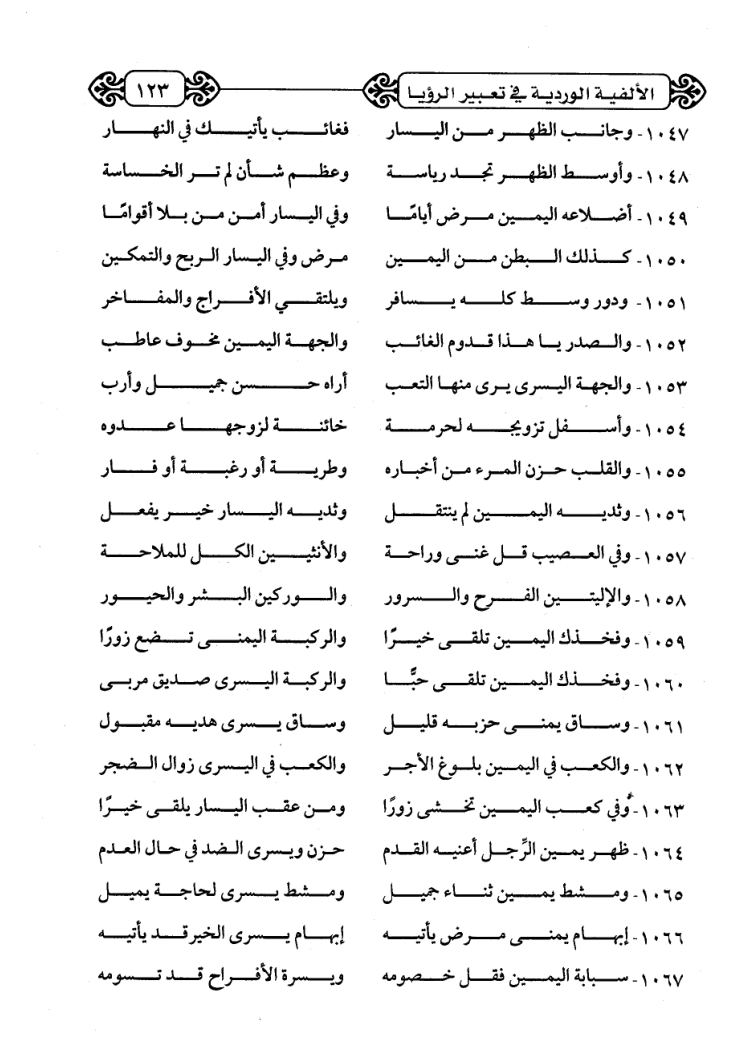 الألفية الوردية في تعبير الرؤيا ١٢٣
١٠٤٧- وجانب الظهر من اليسار فغائب يأتيك في النهار
١٠٤٨- وأوسط الظهر تجد رياسة وعظم شأن لم تر الخساسة
١٠٤٩- أضلاعه اليمين مرض أيامًا وفي اليسار أمن من بلا أقوامًا
١٠٥٠- كذلك البطن من اليمين مرض وفي اليسار الربح والتمكين
١٠٥١- ودور وسط كله يسافر ويلتقي الأفراح والمفاخر
١٠٥٢- والصدر يا هذا قدوم الغائب والجهة اليمين مخوف عاطب
١٠٥٣- والجهة اليسرى يرى منها التعب أراه حسن جميل وأرب
١٠٥٤- وأسفل تزويجه لحرمة خائنة لزوجها عدوه
١٠٥٥- والقلب حزن المرء من أخباره وطربة أو رغبة أو فار
١٠٥٦- وثديه اليمين لم ينتقل وثديه اليسار خير يفعل
١٠٥٧- وفي العصيب قل غنى وراحة والأنثيين الكل للملاحة
١٠٥٨- والإليتين الفرح والسرور والوركين البشر والحيور
١٠٥٩- وفخذك اليمين تلقى خيرًا والركبة اليمنى تضع زورًا
١٠٦٠- وفخذك اليمين تلقى حبًّا والركبة اليسرى صديق مربى
١٠٦١- وساق يمنى حزبه قليل وساق يسرى هديه مقبول
١٠٦٢- والكعب في اليمين بلوغ الأجر والكعب في اليسرى زوال الضجر
١٠٦٣- وفي كعب اليمين تخشى زورًا ومن عقب اليسار يلقى خيرًا
١٠٦٤- ظهر يمين الرِّجل أعنيه القدم حزن ويسرى الضد في حال العدم
١٠٦٥- ومشط يمين ثناء جميل ومشط يسرى لحاجة يميل
١٠٦٦- إبهام يمنى مرض يأتيه إبهام يسرى الخير قد يأتيه
١٠٦٧- سبابة اليمين فقل خصومه ويسرة الأفراح قد تسومه